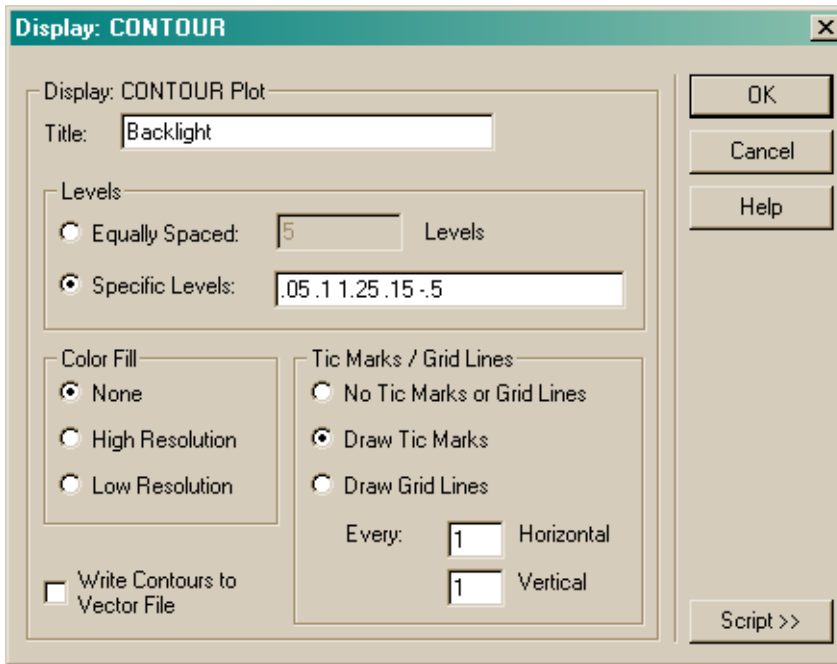 Display: CONTOUR
Display: CONTOUR Plot
Title: Backlight
Levels
Equally Spaced: 5 Levels
Specific Levels: .05 .1 1.25 .15 -.5
Color Fill
None
High Resolution
Low Resolution
Write Contours to
Vector File
Tic Marks / Grid Lines
No Tic Marks or Grid Lines
Draw Tic Marks
Draw Grid Lines
Every: 1 Horizontal
1 Vertical
OK
Cancel
Help
Script >>